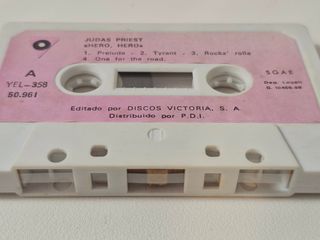 JUDAS PRIEST
«HERO, HERO»
1. Prelude - 2. Tyrant - 3. Rocka' rolla
4 One for the road.
A
YEL-358
50.961
S G A E
Dep. Legal:
Editado por DISCOS VICTORIA, S. A.
Distribuido por P.D.I.